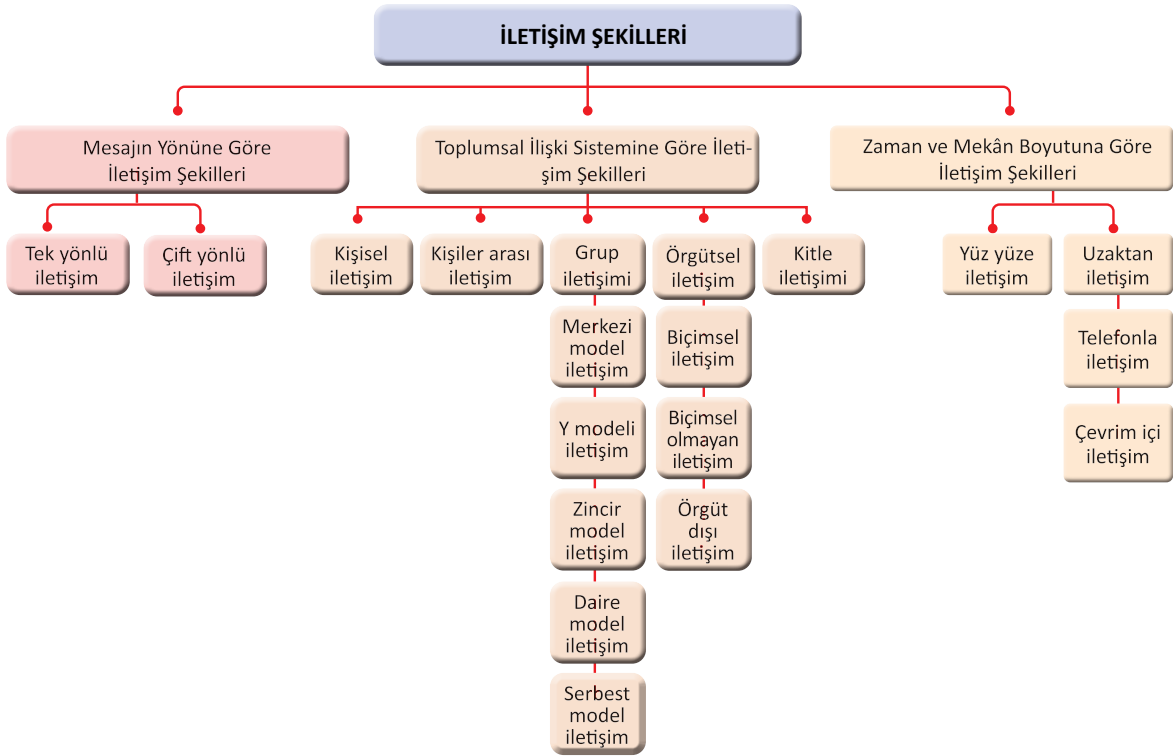 İLETİŞİM ŞEKİLLERİ
Mesajın Yönüne Göre
İletişim Şekilleri
Toplumsal İlişki Sistemine Göre İleti-
şim Şekilleri
Zaman ve Mekân Boyutuna Göre
İletişim Şekilleri
Tek yönlü
iletişim
Çift yönlü
iletişim
Kişisel
iletişim
Kişiler arası
iletişim
Grup
iletişimi
Merkezi
model
iletişim
Y modeli
iletişim
Zincir
model
iletişim
Daire
model
iletişim
Serbest
model
iletişim
Örgütsel
iletişim
Biçimsel
iletişim
Biçimsel
olmayan
iletişim
Örgüt
dışı
iletişim
Kitle
iletişimi
Yüz yüze
iletişim
Uzaktan
iletişim
Telefonla
iletişim
Çevrim içi
iletişim